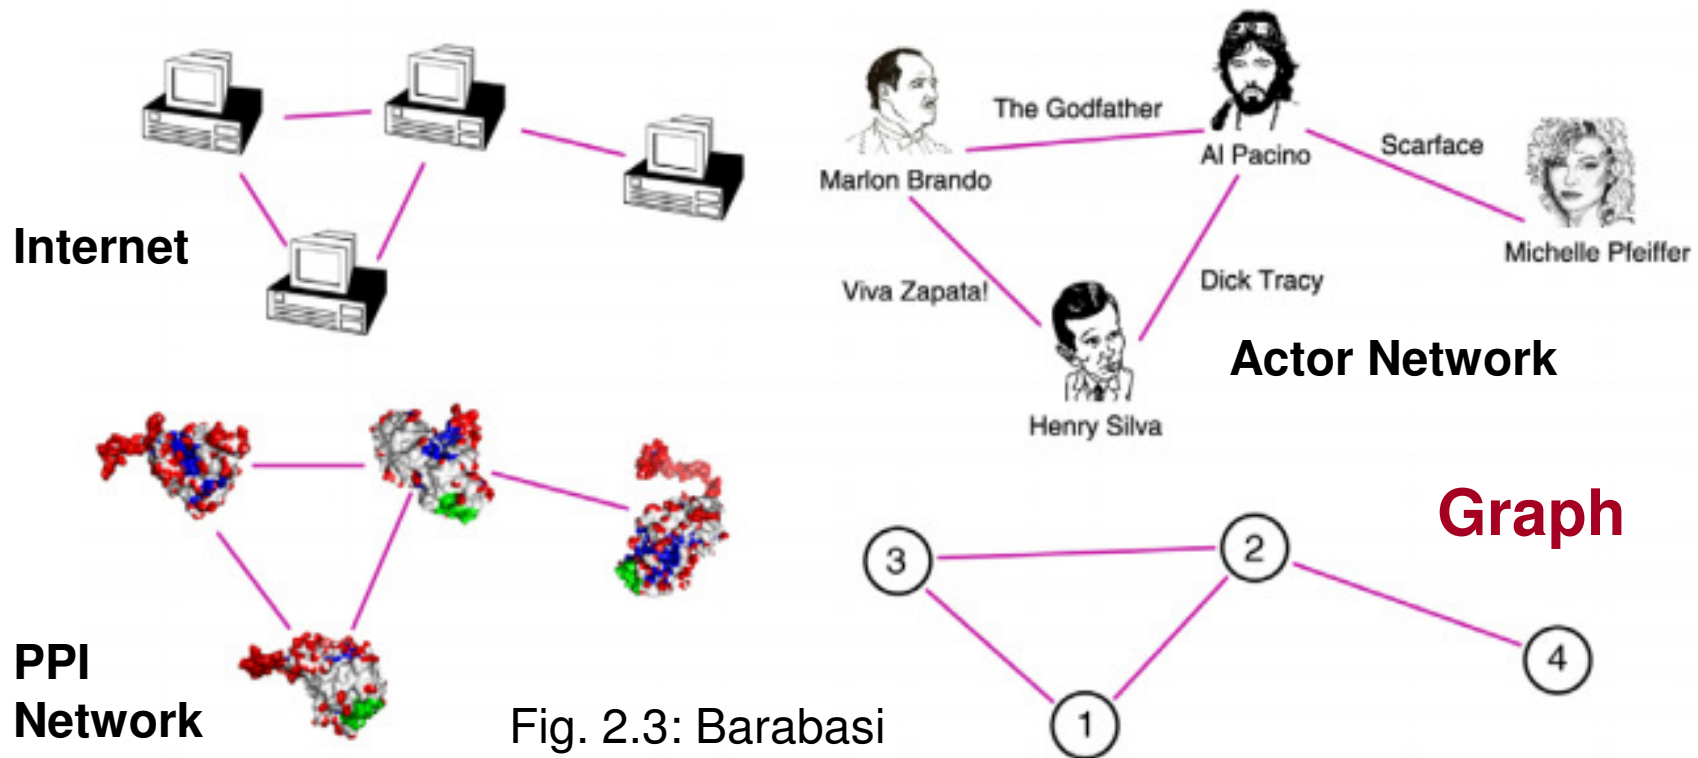 Internet
The Godfather
Marlon Brando
Al Pacino
Scarface
Michelle Pfeiffer
Viva Zapata!
Dick Tracy
Henry Silva
Actor Network
PPI
Network
Fig. 2.3: Barabasi
Graph
3
2
4
1